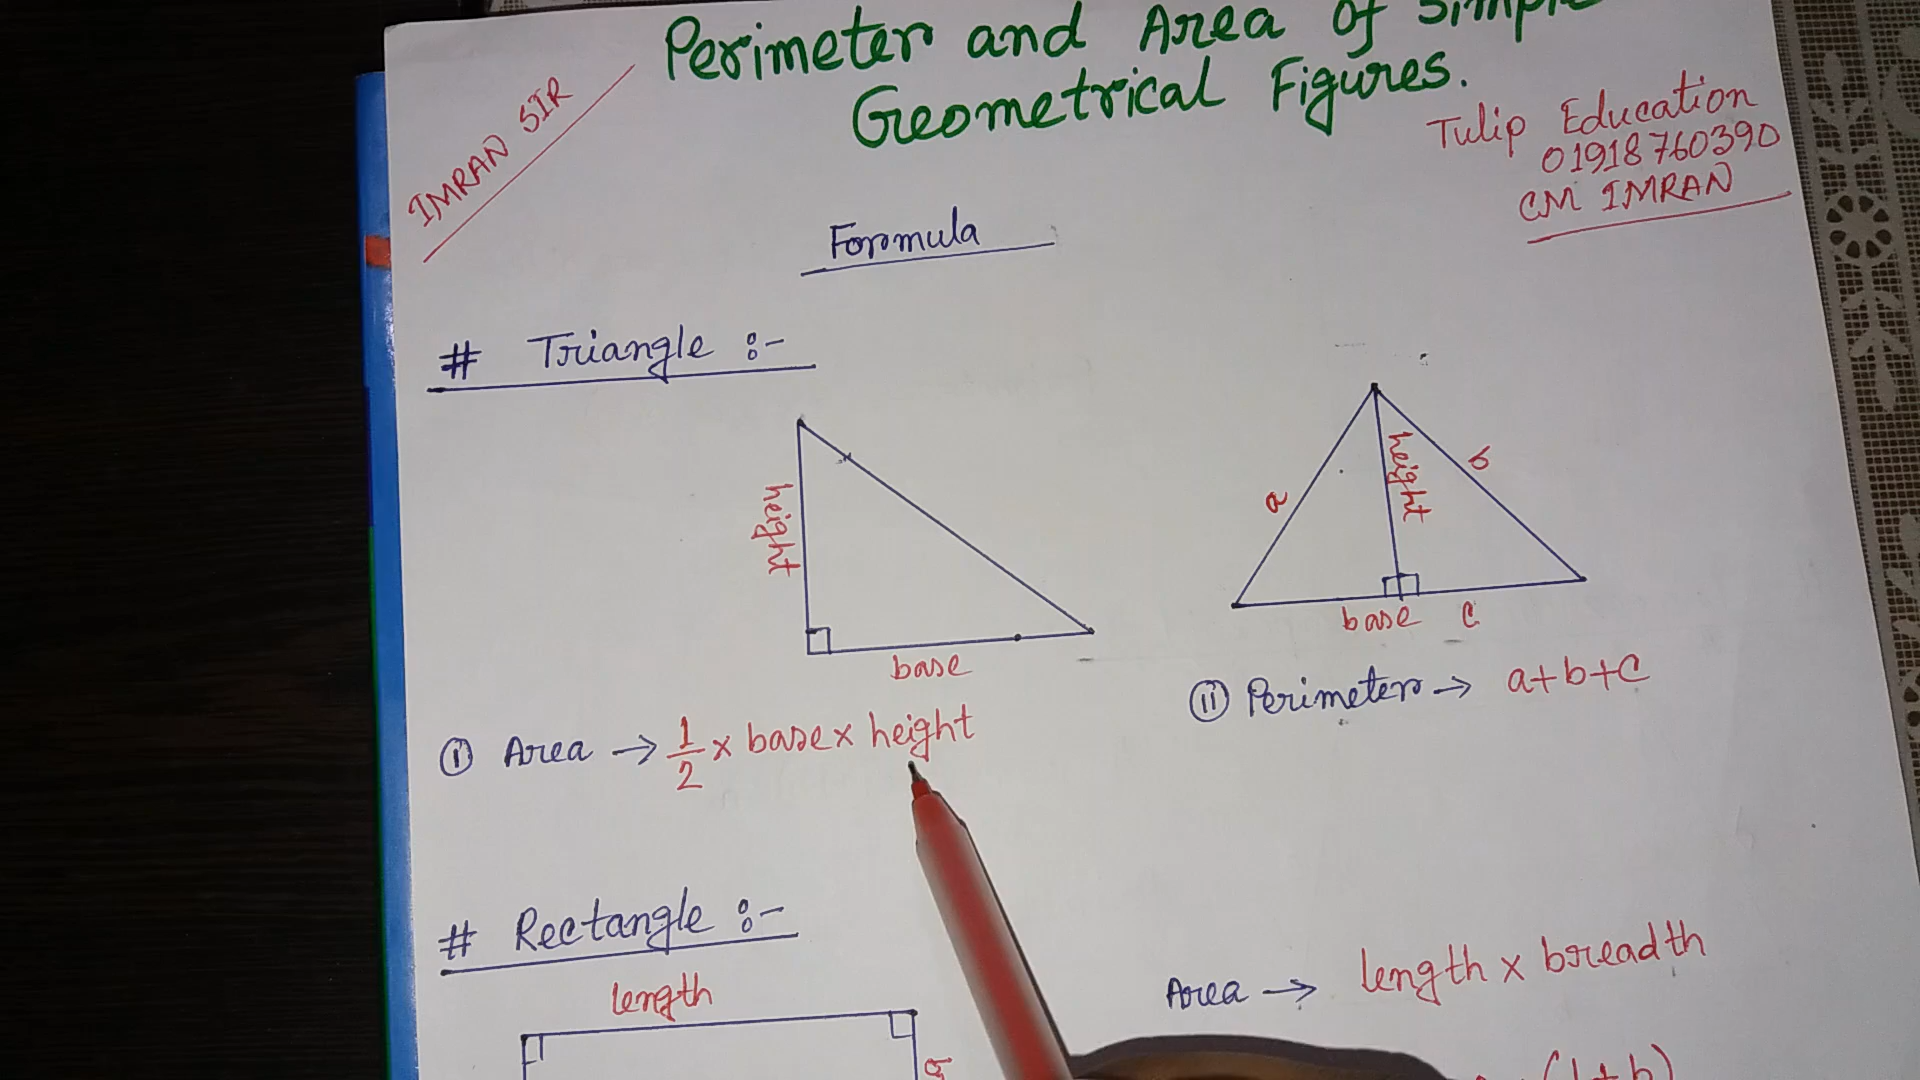 Perimeter and Area Of Simple
Geometrical Figures.
IMRAN SIR
Tulip Education
01918760390
CM IMRAN
Formula
# Triangle :-
height
base
a
height
b
base c
(i) Area → 1/2 × base × height
(ii) Perimeter → a+b+c
# Rectangle :-
length
Area → length × breadth
(l+b)